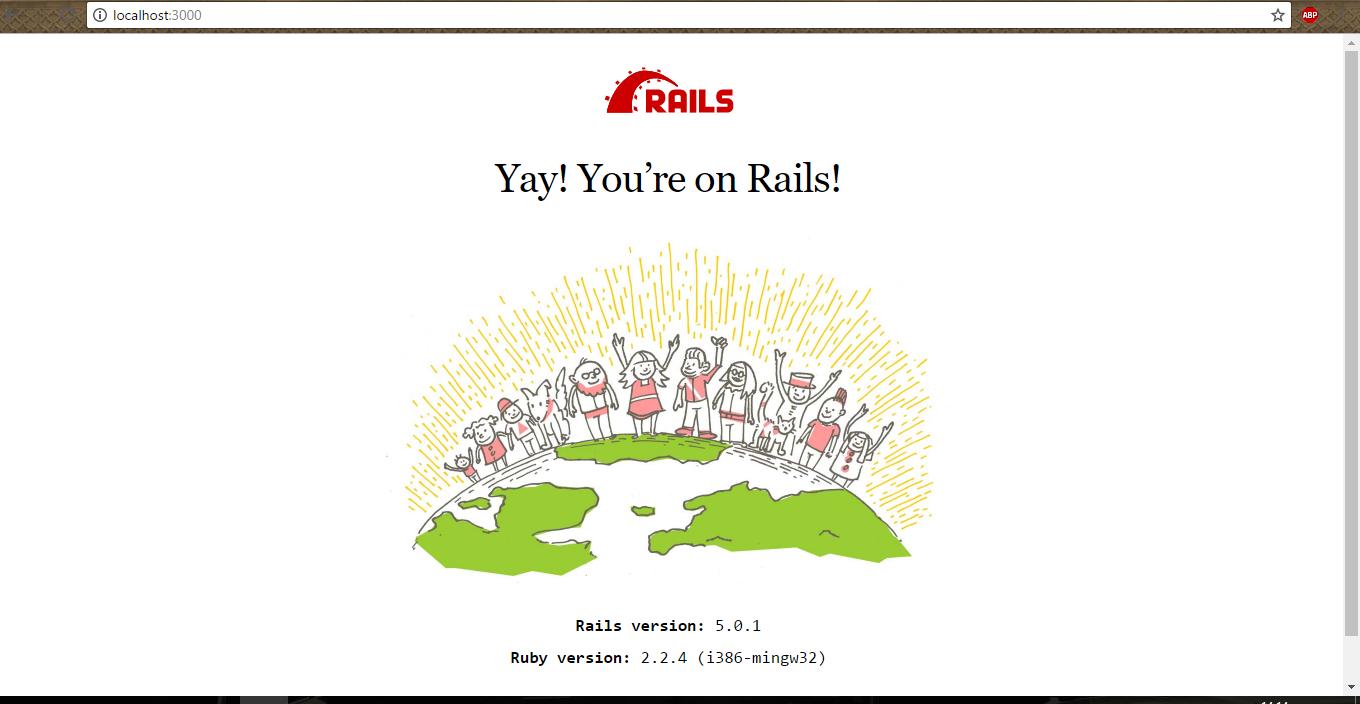 localhost:3000
ABP
RAILS
Yay! You’re on Rails!
Rails version: 5.0.1
Ruby version: 2.2.4 (i386-mingw32)